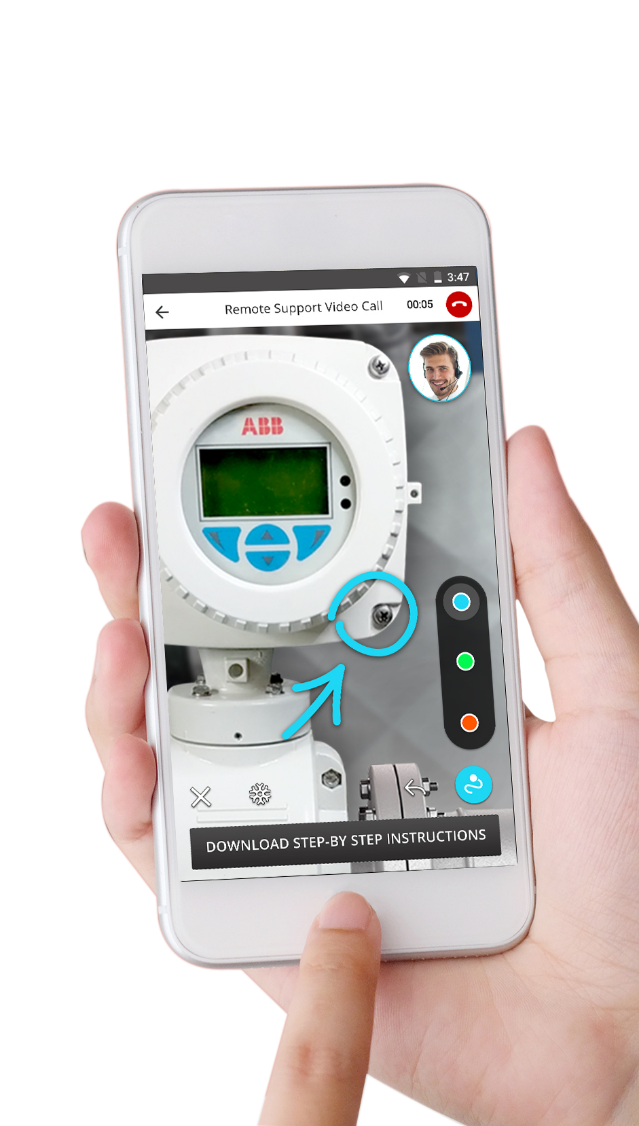 3:47
Remote Support Video Call 00:05
ABB
DOWNLOAD STEP-BY STEP INSTRUCTIONS